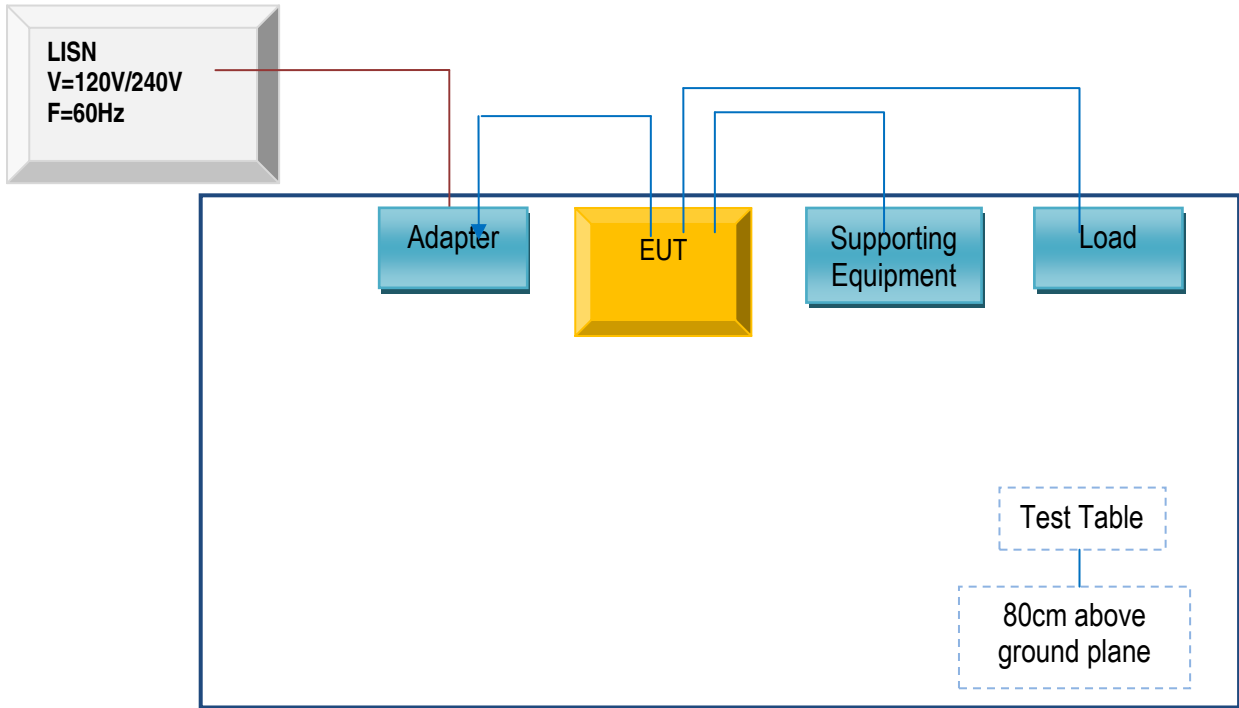 LISN
V=120V/240V
F=60Hz
Adapter
EUT
Supporting
Equipment
Load
Test Table
80cm above
ground plane